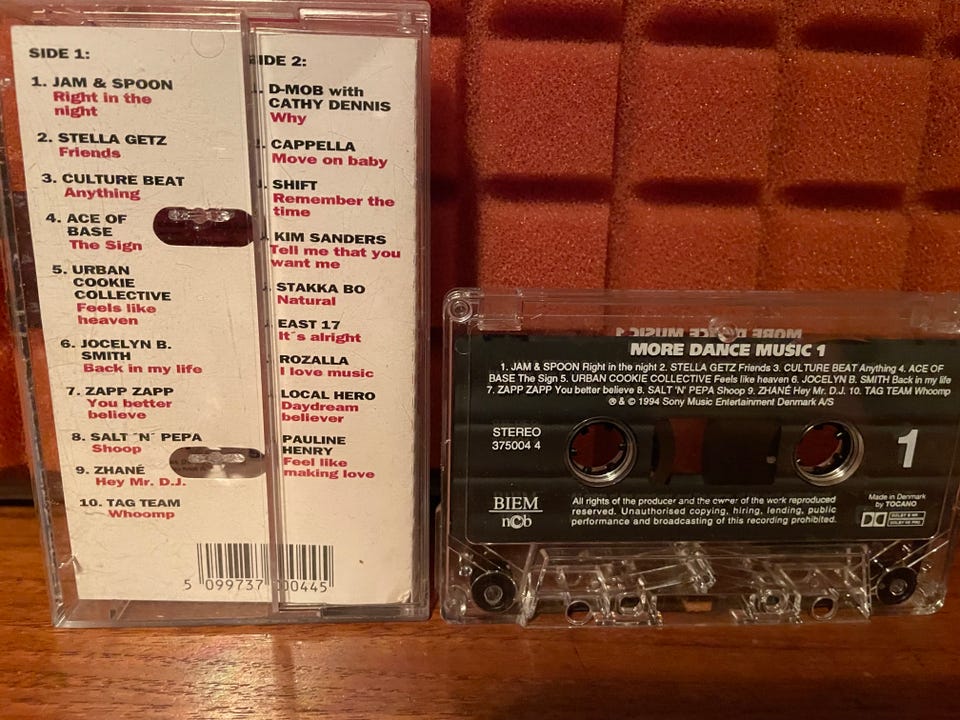 SIDE 1:
1. JAM & SPOON
Right in the
night
2. STELLA GETZ
Friends
3. CULTURE BEAT
Anything
4. ACE OF
BASE
The Sign
5. URBAN
COOKIE
COLLECTIVE
Feels like
heaven
6. JOCELYN B.
SMITH
Back in my life
7. ZAPP ZAPP
You better
believe
8. SALT ´N´ PEPA
Shoop
9. ZHANÉ
Hey Mr. D.J.
10. TAG TEAM
Whoomp
IDE 2:
D-MOB with
CATHY DENNIS
Why
CAPPELLA
Move on baby
SHIFT
Remember the
time
KIM SANDERS
Tell me that you
want me
STAKKA BO
Natural
EAST 17
It´s alright
ROZALLA
I love music
LOCAL HERO
Daydream
believer
PAULINE
HENRY
Feel like
making love
5 099737 000445
MORE DANCE MUSIC 1
MORE DANCE MUSIC 1
1. JAM & SPOON Right in the night 2. STELLA GETZ Friends 3. CULTURE BEAT Anything 4. ACE OF
BASE The Sign 5. URBAN COOKIE COLLECTIVE Feels like heaven 6. JOCELYN B. SMITH Back in my life
7. ZAPP ZAPP You better believe 8. SALT 'N' PEPA Shoop 9. ZHANÉ Hey Mr. D.J. 10. TAG TEAM Whoomp
℗ & © 1994 Sony Music Entertainment Denmark A/S
STEREO
375004 4
1
BIEM
ncb
All rights of the producer and the owner of the work reproduced
reserved. Unauthorised copying, hiring, lending, public
performance and broadcasting of this recording prohibited.
Made in Denmark
by TOCANO
DOLBY B NR
DOLBY HX PRO